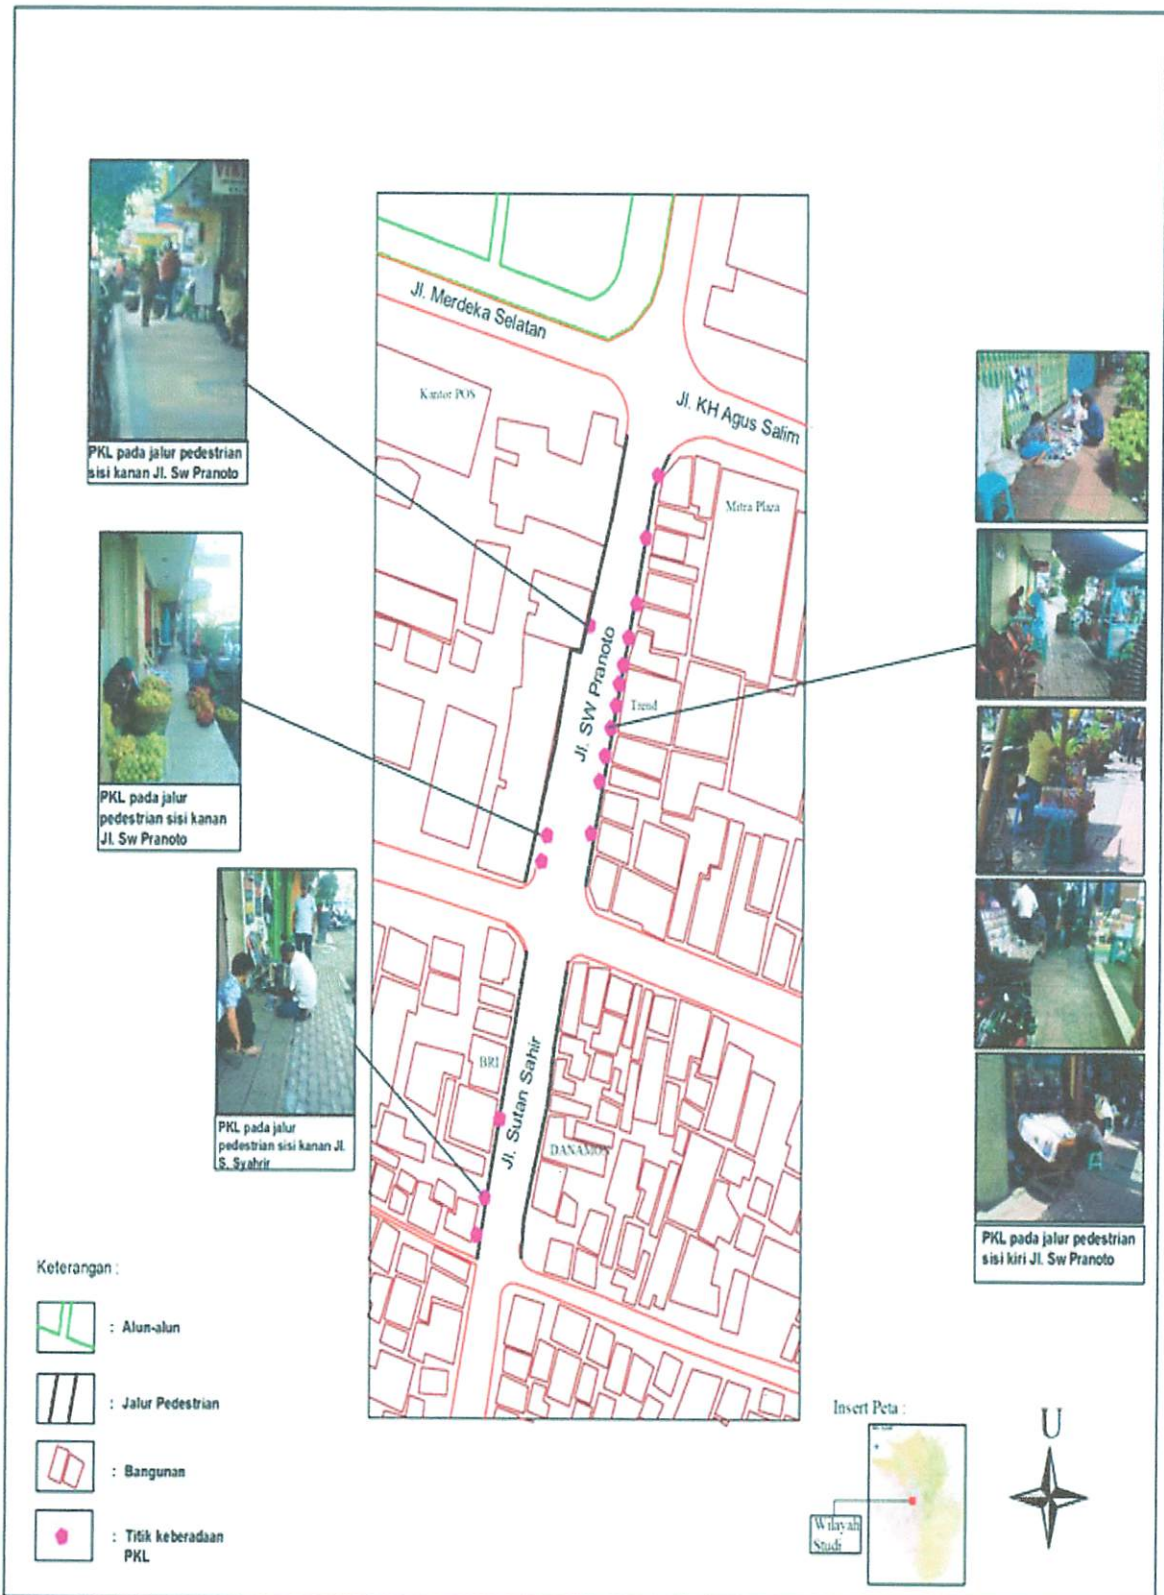 PKL pada jalur pedestrian
sisi kanan Jl. Sw Pranoto
PKL pada jalur
pedestrian sisi kanan
Jl. Sw Pranoto
PKL pada jalur
pedestrian sisi kanan Jl.
S. Syahrir
Jl. Merdeka Selatan
Kantor POS
Jl. KH Agus Salim
Mitra Plaza
Jl. SW Pranoto
Trend
BRI
Jl. Sutan Sahir
DANAMON
PKL pada jalur pedestrian
sisi kiri Jl. Sw Pranoto
Keterangan :
: Alun-alun
: Jalur Pedestrian
: Bangunan
: Titik keberadaan
PKL
Insert Peta :
Wilayah
Studi
U